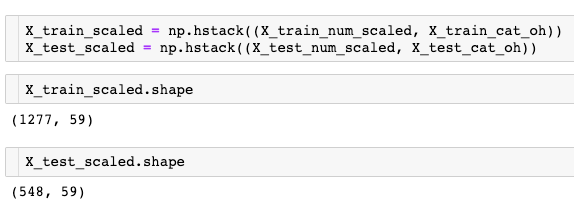 X_train_scaled = np.hstack((X_train_num_scaled, X_train_cat_oh))
X_test_scaled = np.hstack((X_test_num_scaled, X_test_cat_oh))
X_train_scaled.shape
(1277, 59)
X_test_scaled.shape
(548, 59)